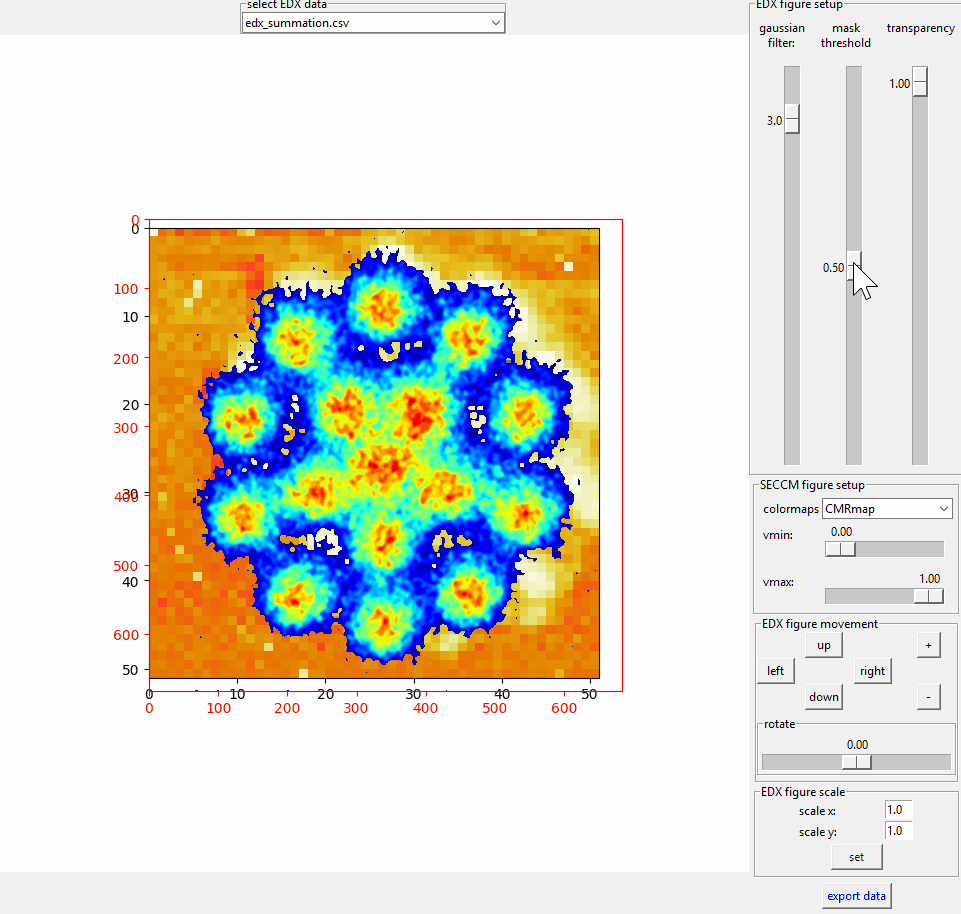 select EDX data
edx_summation.csv
EDX figure setup
gaussian filter:
mask threshold
transparency
3.0
0.50
1.00
0
0
100
10
200
20
300
30
400
500
40
600
50
0
10
20
30
40
50
0
100
200
300
400
500
600
SECCM figure setup
colormaps CMRmap
vmin:
0.00
vmax:
1.00
EDX figure movement
up
+
left
right
down
-
rotate
0.00
EDX figure scale
scale x: 1.0
scale y: 1.0
set
export data